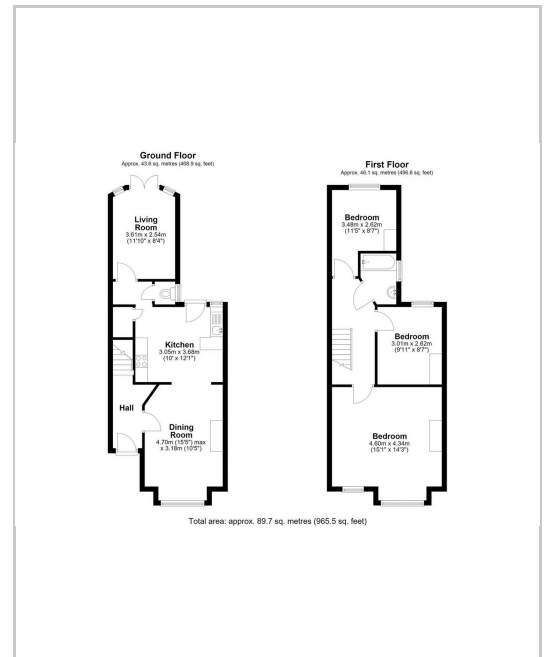 Ground Floor
Approx. 43.6 sq. metres (468.9 sq. feet)
Living
Room
3.61m x 2.54m
(11'10" x 8'4")
Kitchen
3.05m x 3.68m
(10' x 12'1")
Hall
Dining
Room
4.70m (15'5") max
x 3.18m (10'5")
First Floor
Approx. 46.1 sq. metres (496.6 sq. feet)
Bedroom
3.48m x 2.62m
(11'5" x 8'7")
Bedroom
3.01m x 2.62m
(9'11" x 8'7")
Bedroom
4.60m x 4.34m
(15'1" x 14'3")
Total area: approx. 89.7 sq. metres (965.5 sq. feet)